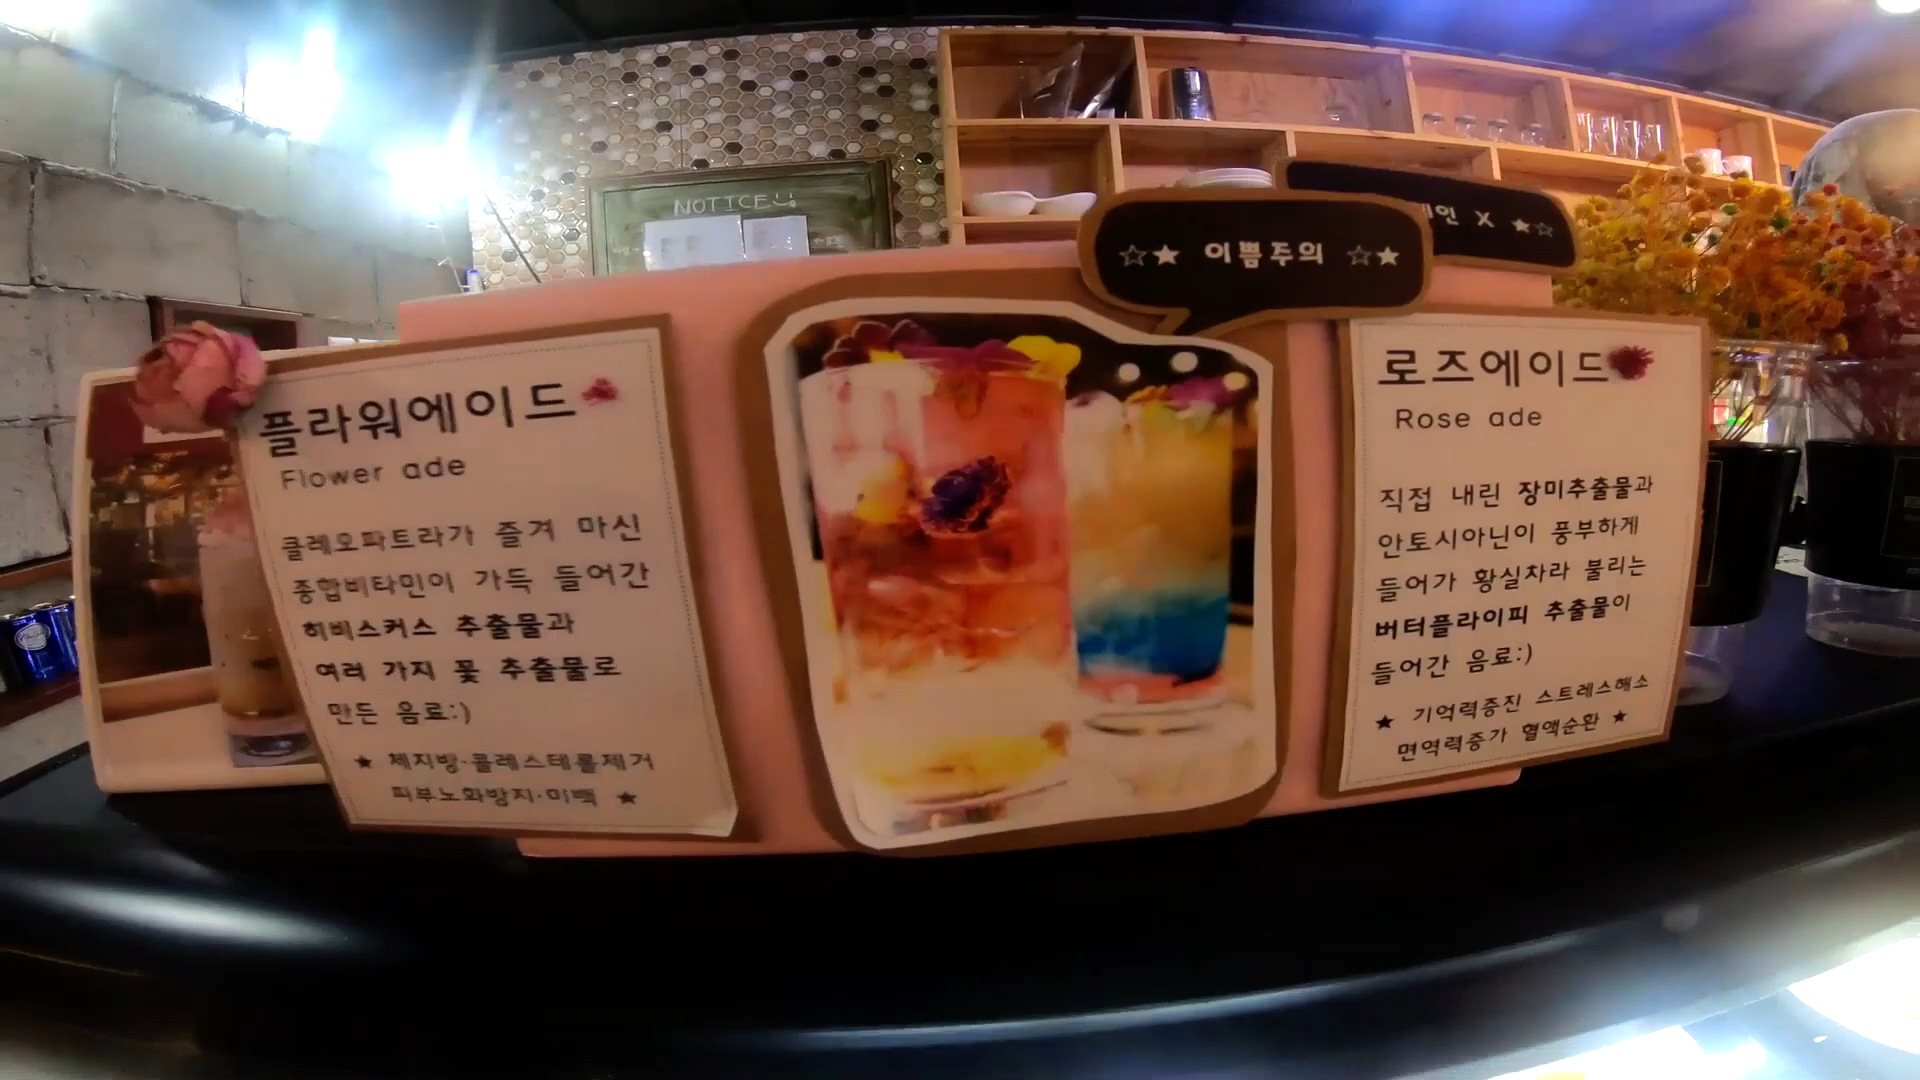 NOTICE
☆★ 이쁨주의 ☆★
인 X ★☆
플라워에이드
Flower ade
클레오파트라가 즐겨 마신
종합비타민이 가득 들어간
히비스커스 추출물과
여러 가지 꽃 추출물로
만든 음료:)
★ 체지방·콜레스테롤제거
피부노화방지·미백 ★
로즈에이드
Rose ade
직접 내린 장미추출물과
안토시아닌이 풍부하게
들어가 황실차라 불리는
버터플라이피 추출물이
들어간 음료:)
★ 기억력증진 스트레스해소
면역력증가 혈액순환 ★